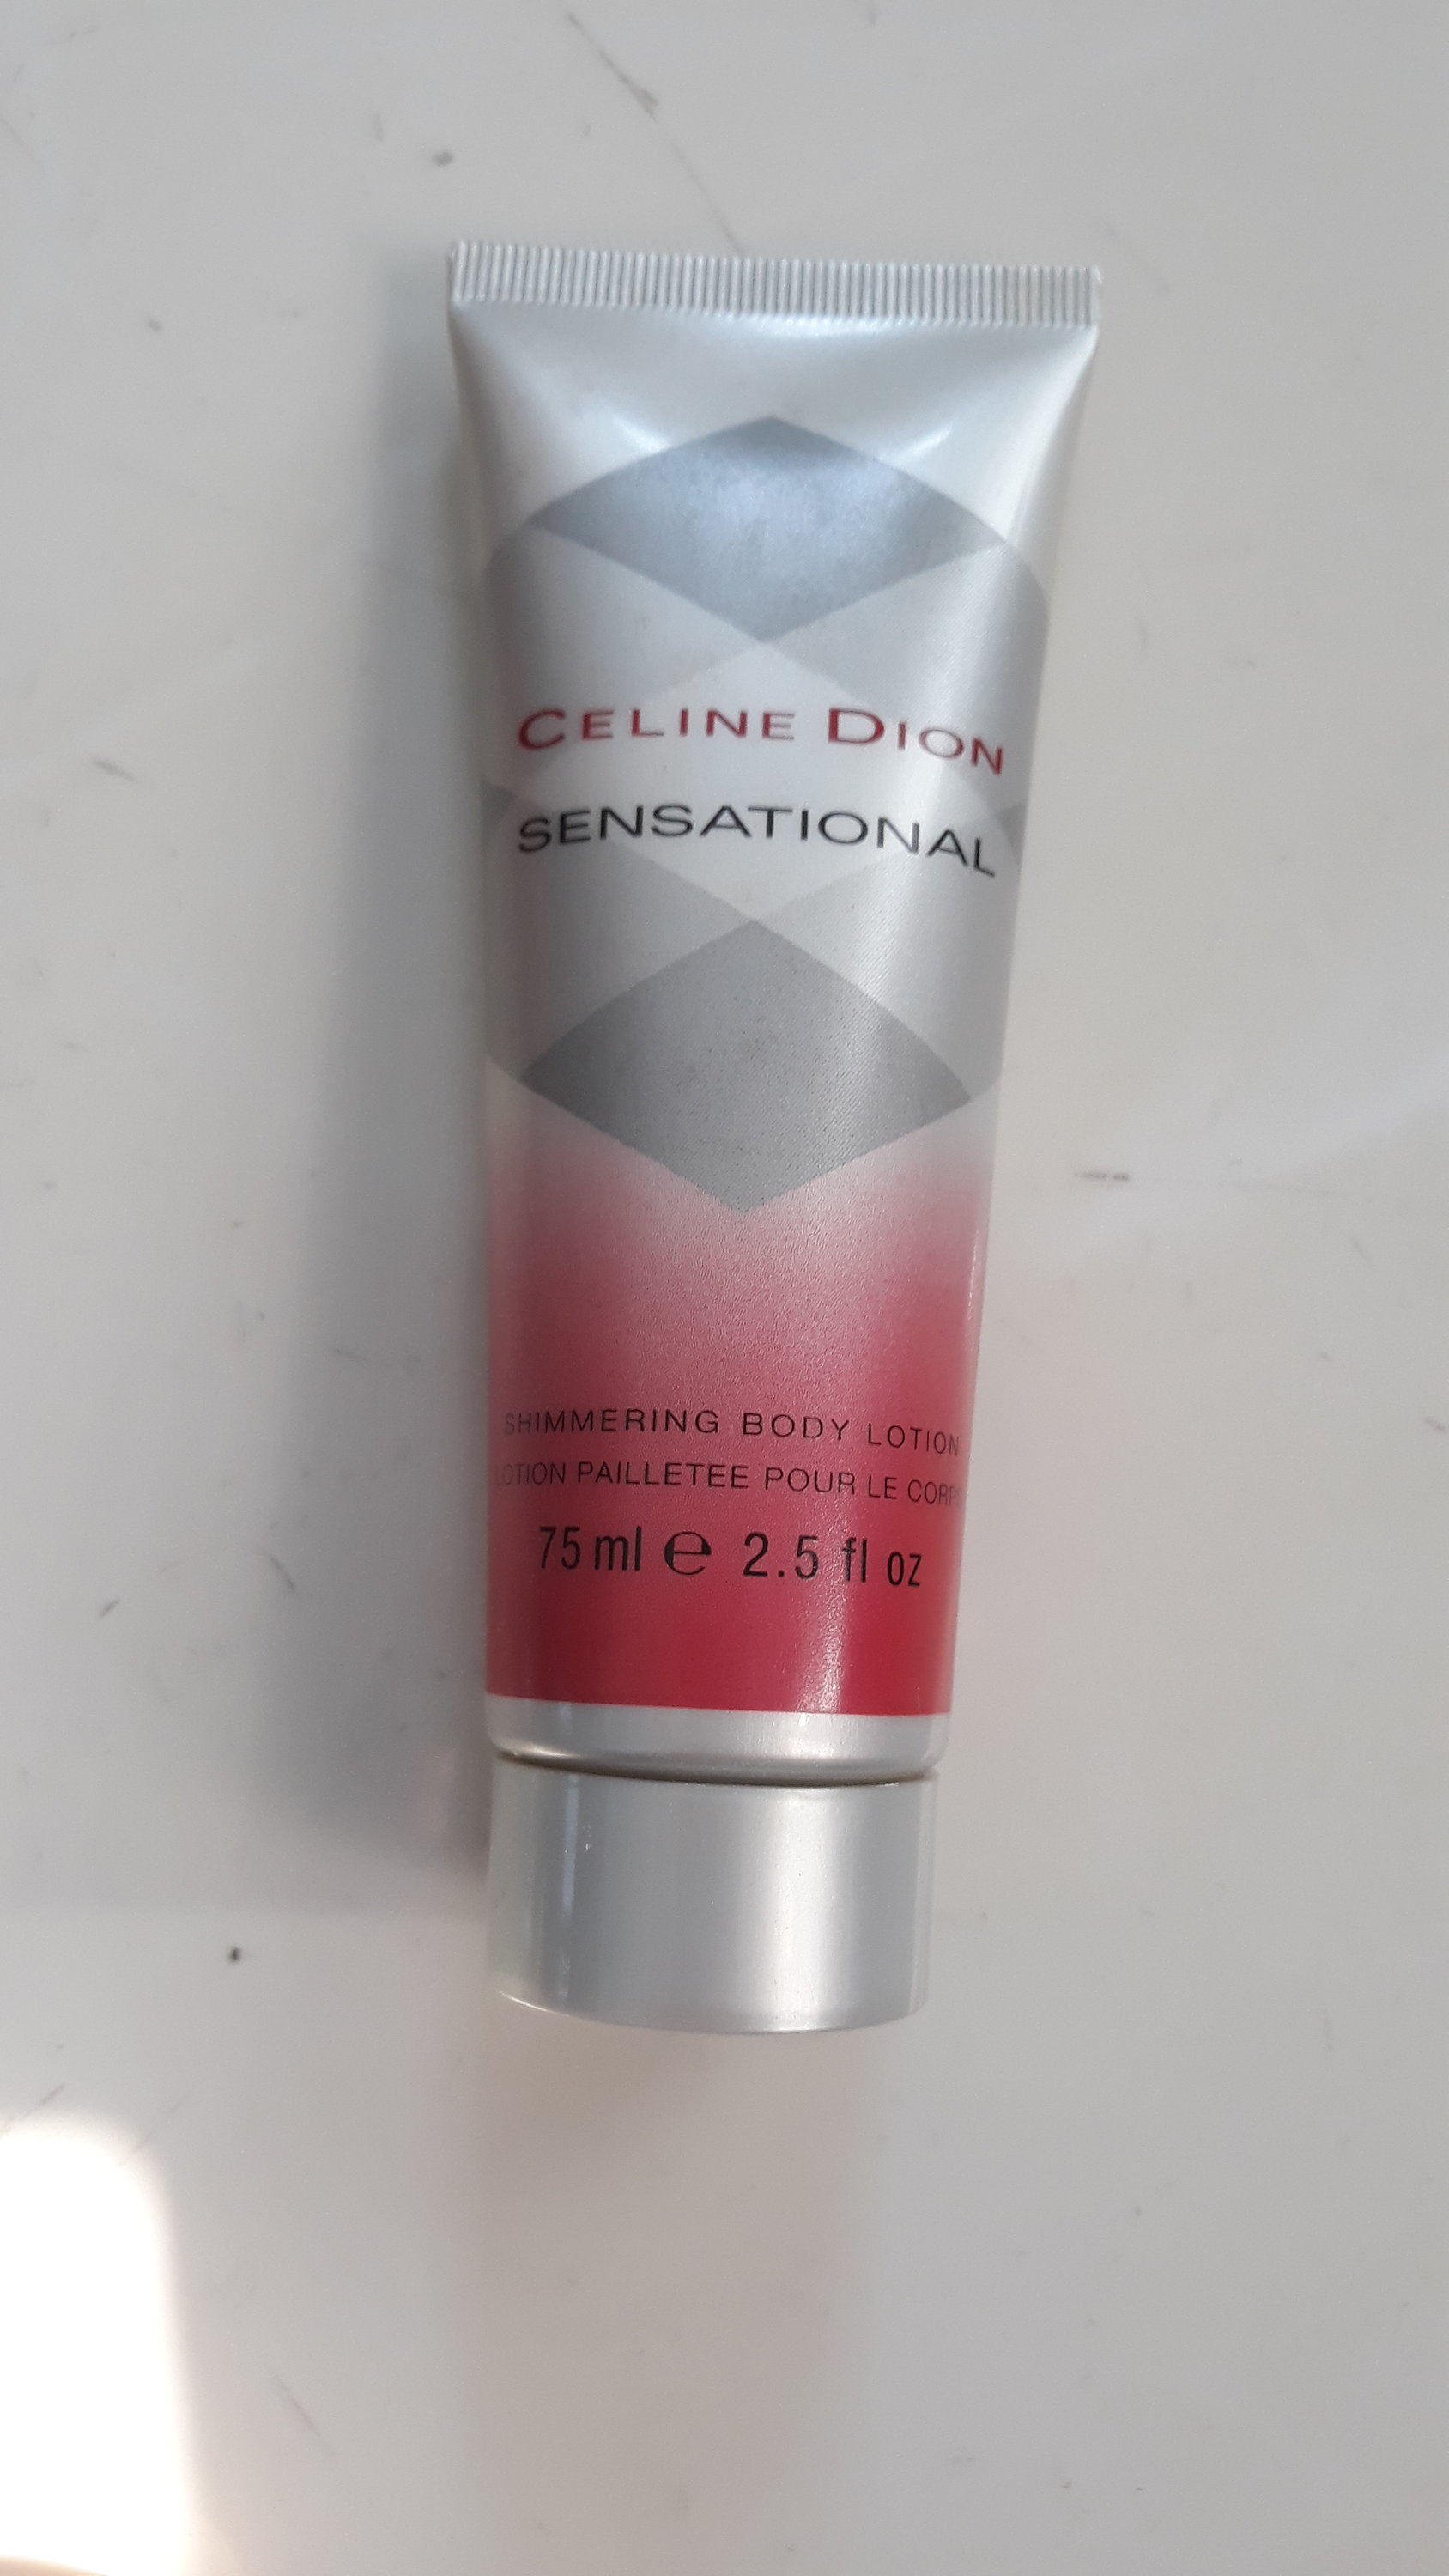 CELINE DION
SENSATIONAL
SHIMMERING BODY LOTION
LOTION PAILLETEE POUR LE CORPS
75 ml ℮ 2.5 fl oz